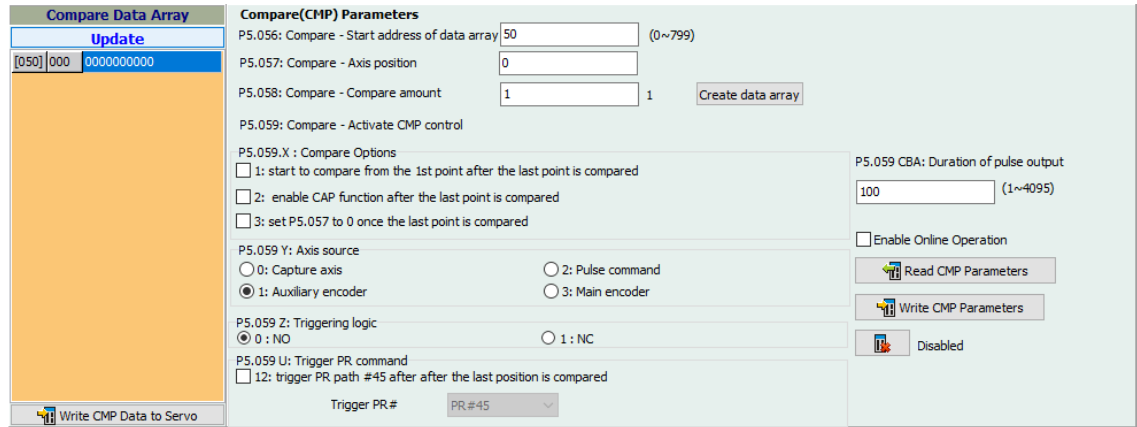 Compare Data Array
Update
[050] 000 0000000000
Write CMP Data to Servo
Compare(CMP) Parameters
P5.056: Compare - Start address of data array 50 (0~799)
P5.057: Compare - Axis position 0
P5.058: Compare - Compare amount 1 1 Create data array
P5.059: Compare - Activate CMP control
P5.059.X : Compare Options
1: start to compare from the 1st point after the last point is compared
2: enable CAP function after the last point is compared
3: set P5.057 to 0 once the last point is compared
P5.059 Y: Axis source
0: Capture axis 2: Pulse command
1: Auxiliary encoder 3: Main encoder
P5.059 Z: Triggering logic
0 : NO 1 : NC
P5.059 U: Trigger PR command
12: trigger PR path #45 after after the last position is compared
Trigger PR# PR#45
P5.059 CBA: Duration of pulse output
100 (1~4095)
Enable Online Operation
Read CMP Parameters
Write CMP Parameters
Disabled